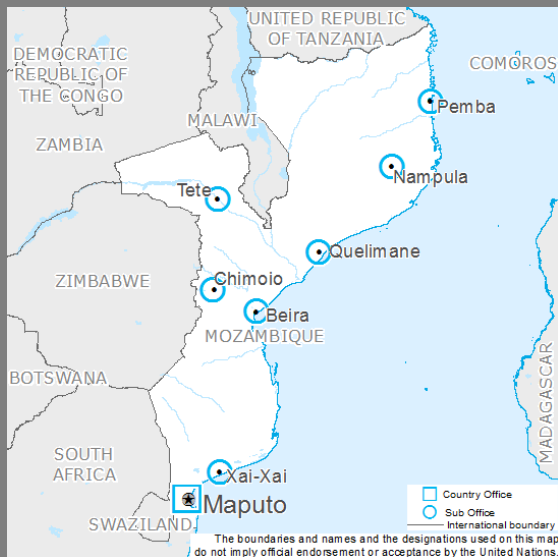 UNITED REPUBLIC
OF TANZANIA
DEMOCRATIC
REPUBLIC OF
THE CONGO
COMOROS
Pemba
MALAWI
ZAMBIA
Nampula
Tete
Quelimane
ZIMBABWE
Chimoio
Beira
MOZAMBIQUE
BOTSWANA
MADAGASCAR
SOUTH
AFRICA
Xai-Xai
Maputo
SWAZILAND
Country Office
Sub Office
International boundary
The boundaries and names and the designations used on this map
do not imply official endorsement or acceptance by the United Nation